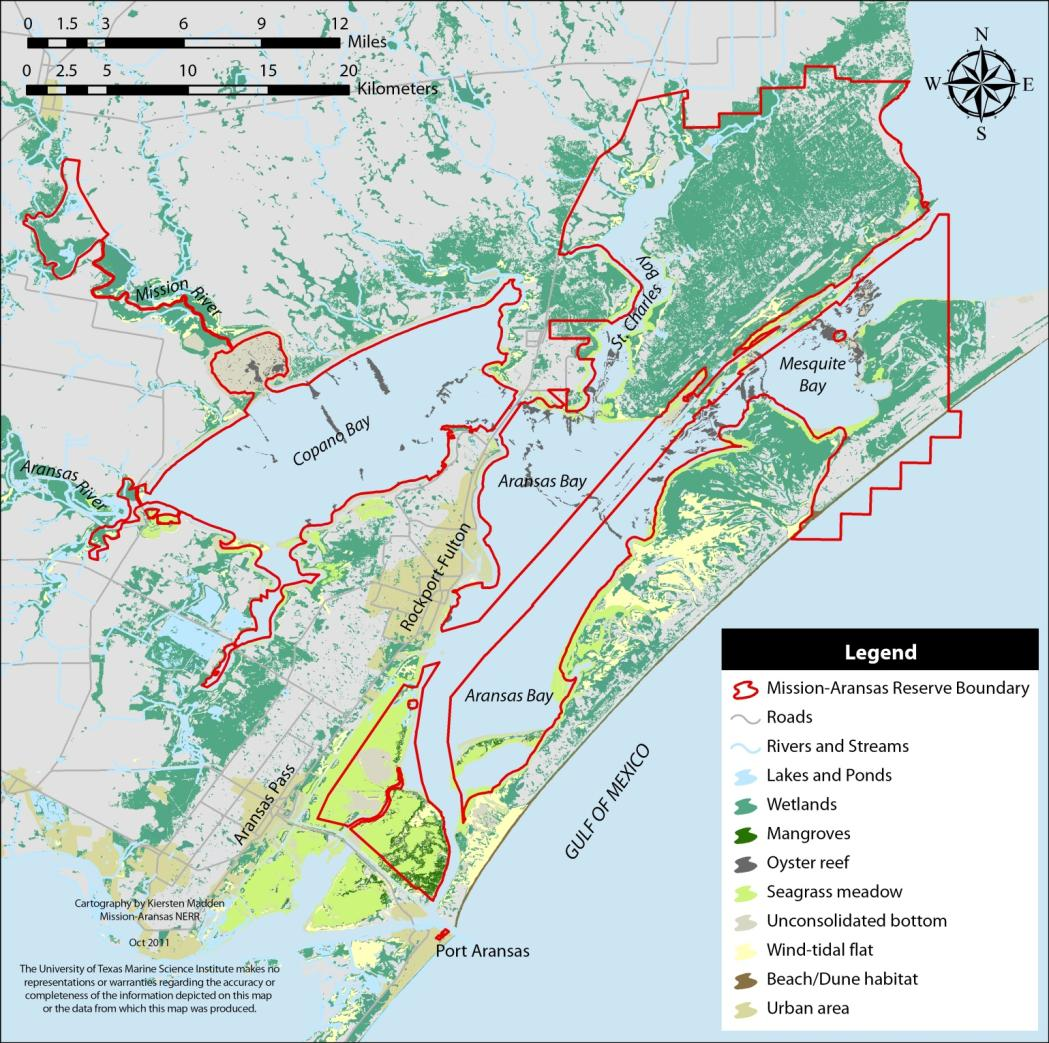 0 1.5 3 6 9 12
Miles
0 2.5 5 10 15 20
Kilometers
N
W E
S
Mission River
St. Charles Bay
Mesquite
Bay
Copano Bay
Aransas River
Aransas Bay
Rockport-Fulton
Aransas Bay
Aransas Pass
GULF OF MEXICO
Port Aransas
Legend
Mission-Aransas Reserve Boundary
Roads
Rivers and Streams
Lakes and Ponds
Wetlands
Mangroves
Oyster reef
Seagrass meadow
Unconsolidated bottom
Wind-tidal flat
Beach/Dune habitat
Urban area
Cartography by Kiersten Madden
Mission-Aransas NERR
Oct 2011
The University of Texas Marine Science Institute makes no
representations or warranties regarding the accuracy or
completeness of the information depicted on this map
or the data from which this map was produced.